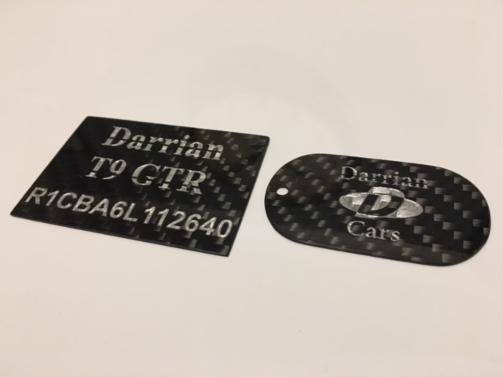 Darrian
T9 GTR
R1CBA6L112640
Darrian
D
Cars